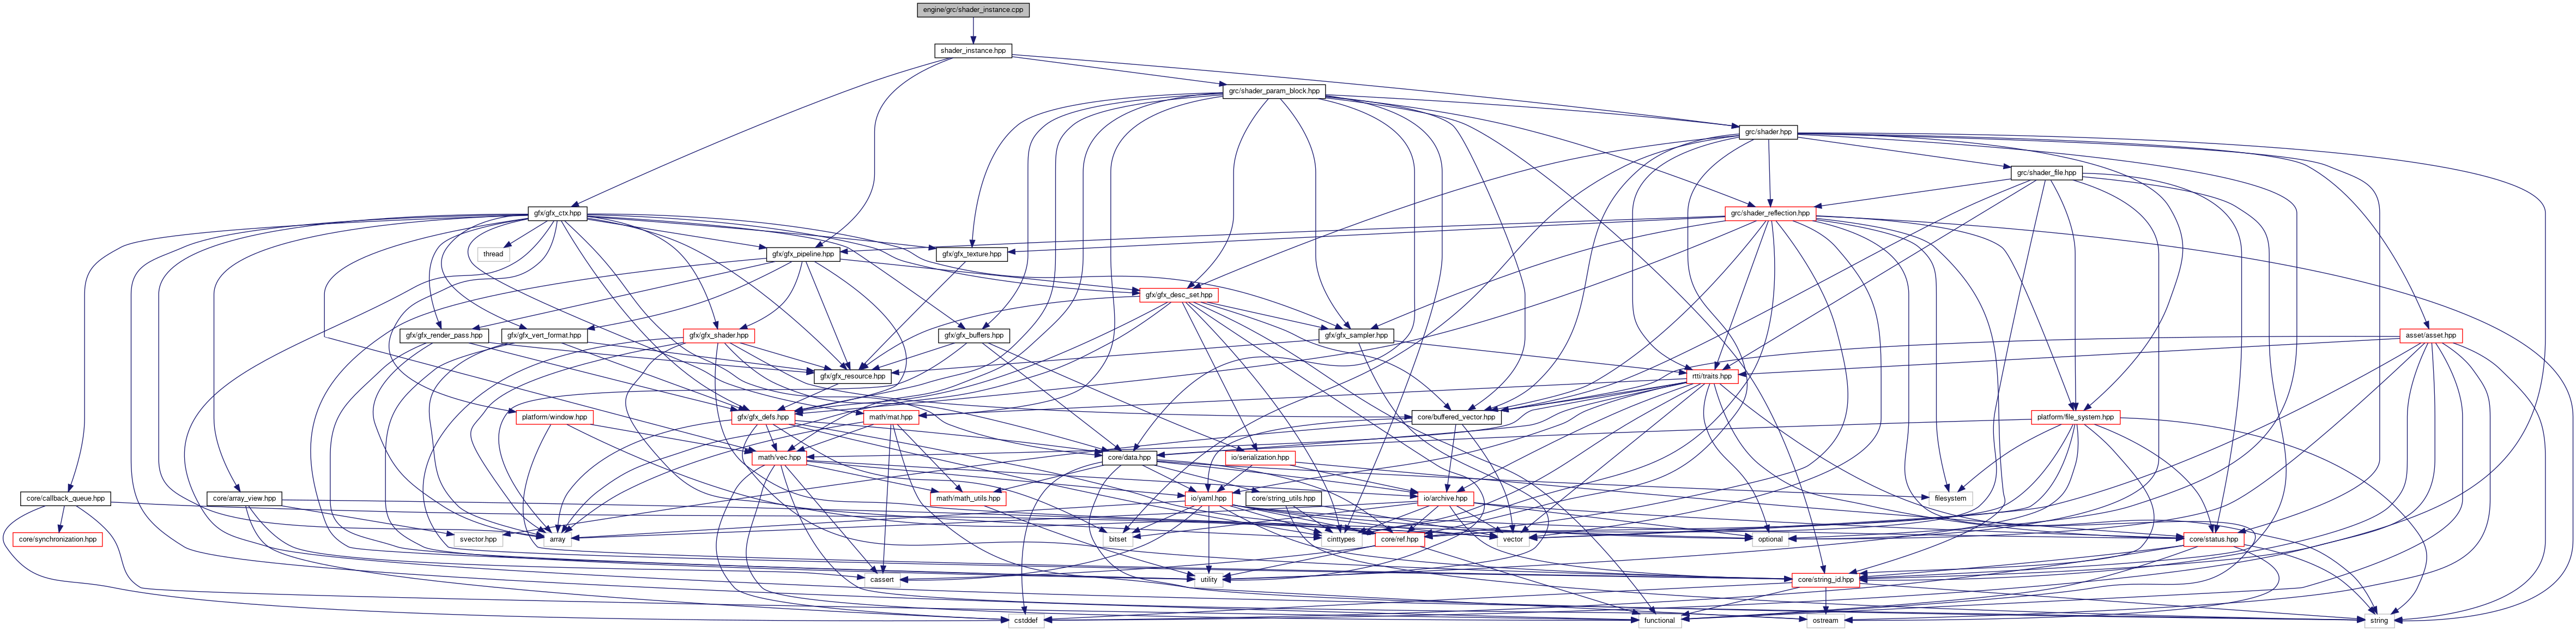 engine/grc/shader_instance.cpp
shader_instance.hpp
grc/shader_param_block.hpp
grc/shader.hpp
grc/shader_file.hpp
gfx/gfx_ctx.hpp
grc/shader_reflection.hpp
thread
gfx/gfx_pipeline.hpp
gfx/gfx_texture.hpp
gfx/gfx_desc_set.hpp
gfx/gfx_render_pass.hpp
gfx/gfx_vert_format.hpp
gfx/gfx_shader.hpp
gfx/gfx_buffers.hpp
gfx/gfx_sampler.hpp
asset/asset.hpp
gfx/gfx_resource.hpp
rtti/traits.hpp
platform/window.hpp
gfx/gfx_defs.hpp
math/mat.hpp
core/buffered_vector.hpp
platform/file_system.hpp
math/vec.hpp
core/data.hpp
io/serialization.hpp
core/callback_queue.hpp
core/array_view.hpp
math/math_utils.hpp
io/yaml.hpp
core/string_utils.hpp
io/archive.hpp
filesystem
core/synchronization.hpp
svector.hpp
array
bitset
cinttypes
core/ref.hpp
vector
optional
core/status.hpp
cassert
utility
core/string_id.hpp
cstddef
functional
ostream
string